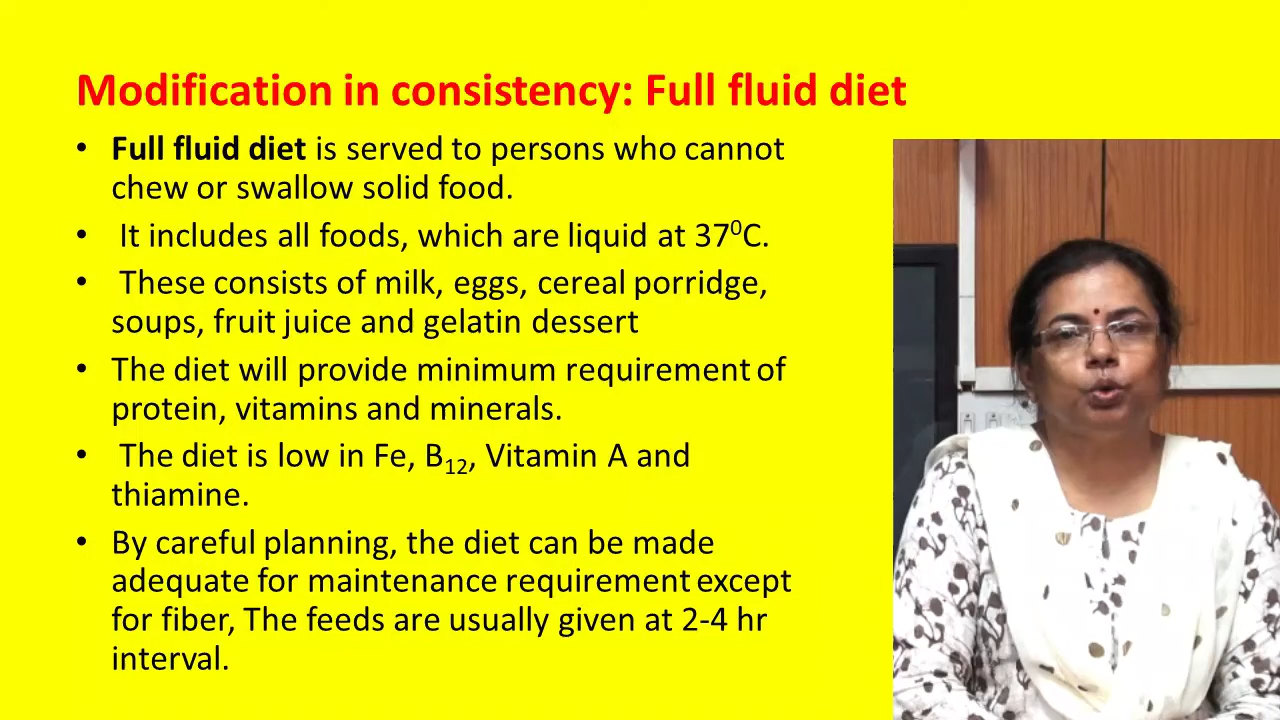 Modification in consistency: Full fluid diet
• Full fluid diet is served to persons who cannot
chew or swallow solid food.
• It includes all foods, which are liquid at 37⁰C.
• These consists of milk, eggs, cereal porridge,
soups, fruit juice and gelatin dessert
• The diet will provide minimum requirement of
protein, vitamins and minerals.
• The diet is low in Fe, B₁₂, Vitamin A and
thiamine.
• By careful planning, the diet can be made
adequate for maintenance requirement except
for fiber, The feeds are usually given at 2-4 hr
interval.